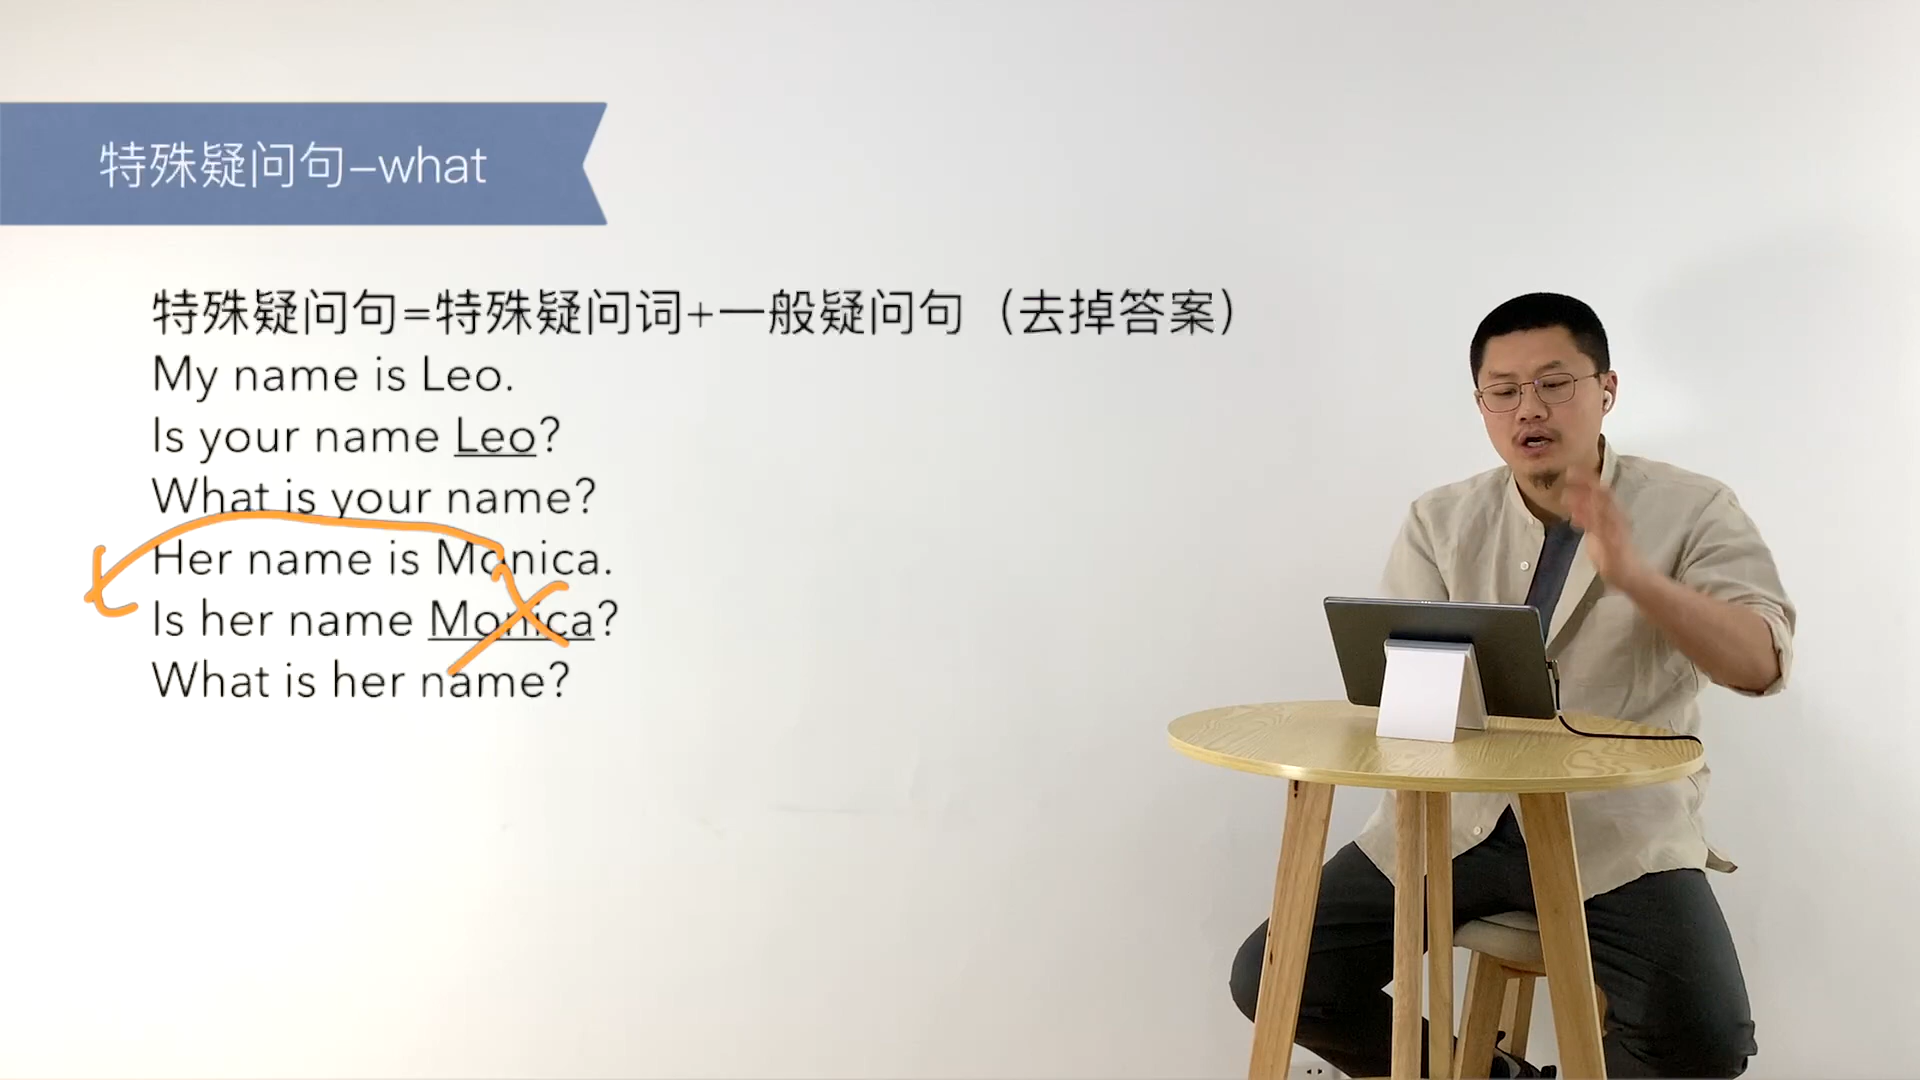 特殊疑问句–what
特殊疑问句=特殊疑问词+一般疑问句（去掉答案）
My name is Leo.
Is your name Leo?
What is your name?
Her name is Monica.
Is her name Monica?
What is her name?